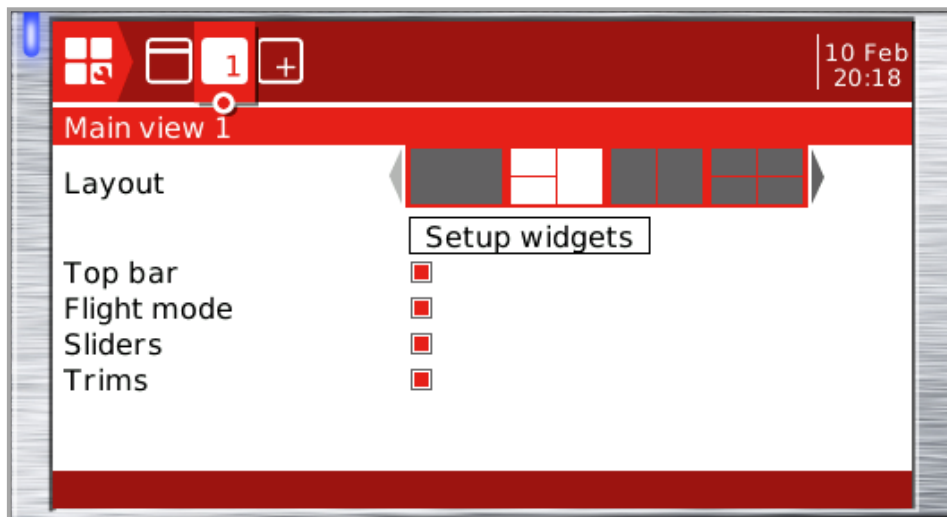 1
+
10 Feb
20:18
Main view 1
Layout
Setup widgets
Top bar
Flight mode
Sliders
Trims